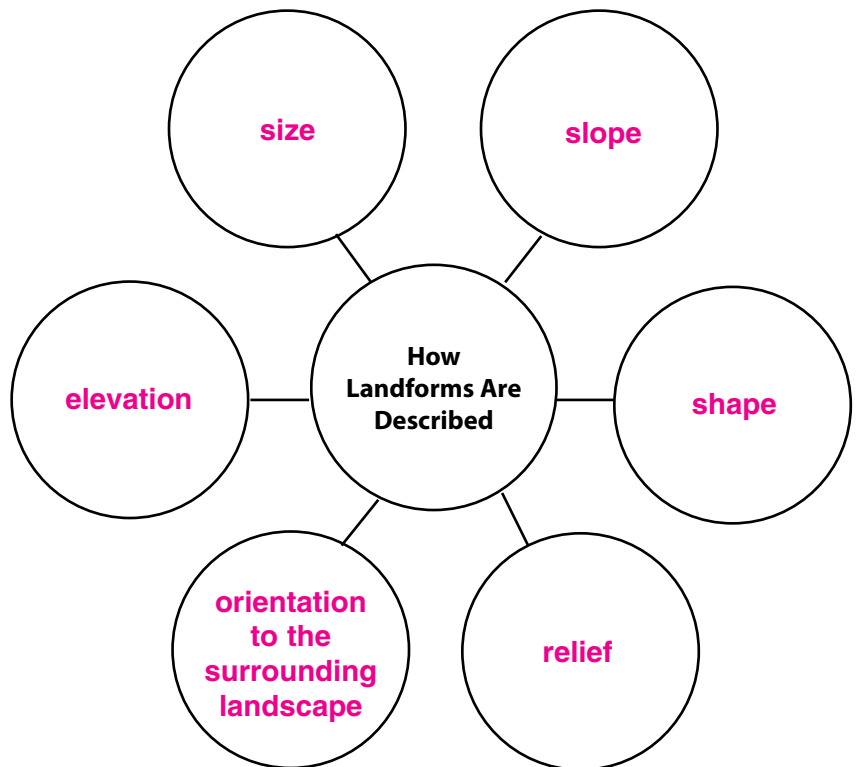 size
slope
How
Landforms Are
Described
elevation
shape
orientation
to the
surrounding
landscape
relief